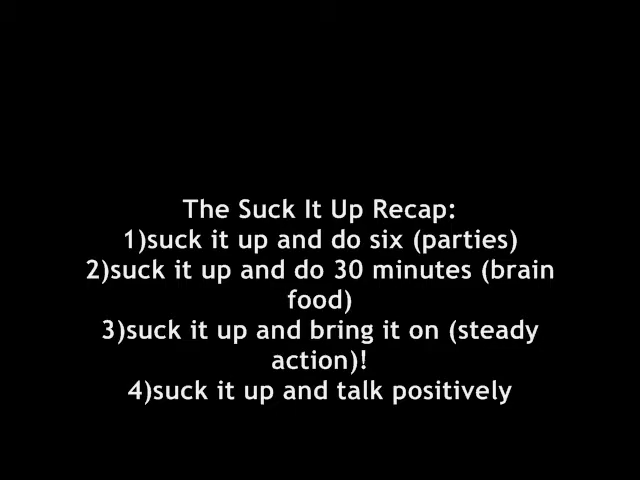 The Suck It Up Recap:
1)suck it up and do six (parties)
2)suck it up and do 30 minutes (brain
food)
3)suck it up and bring it on (steady
action)!
4)suck it up and talk positively